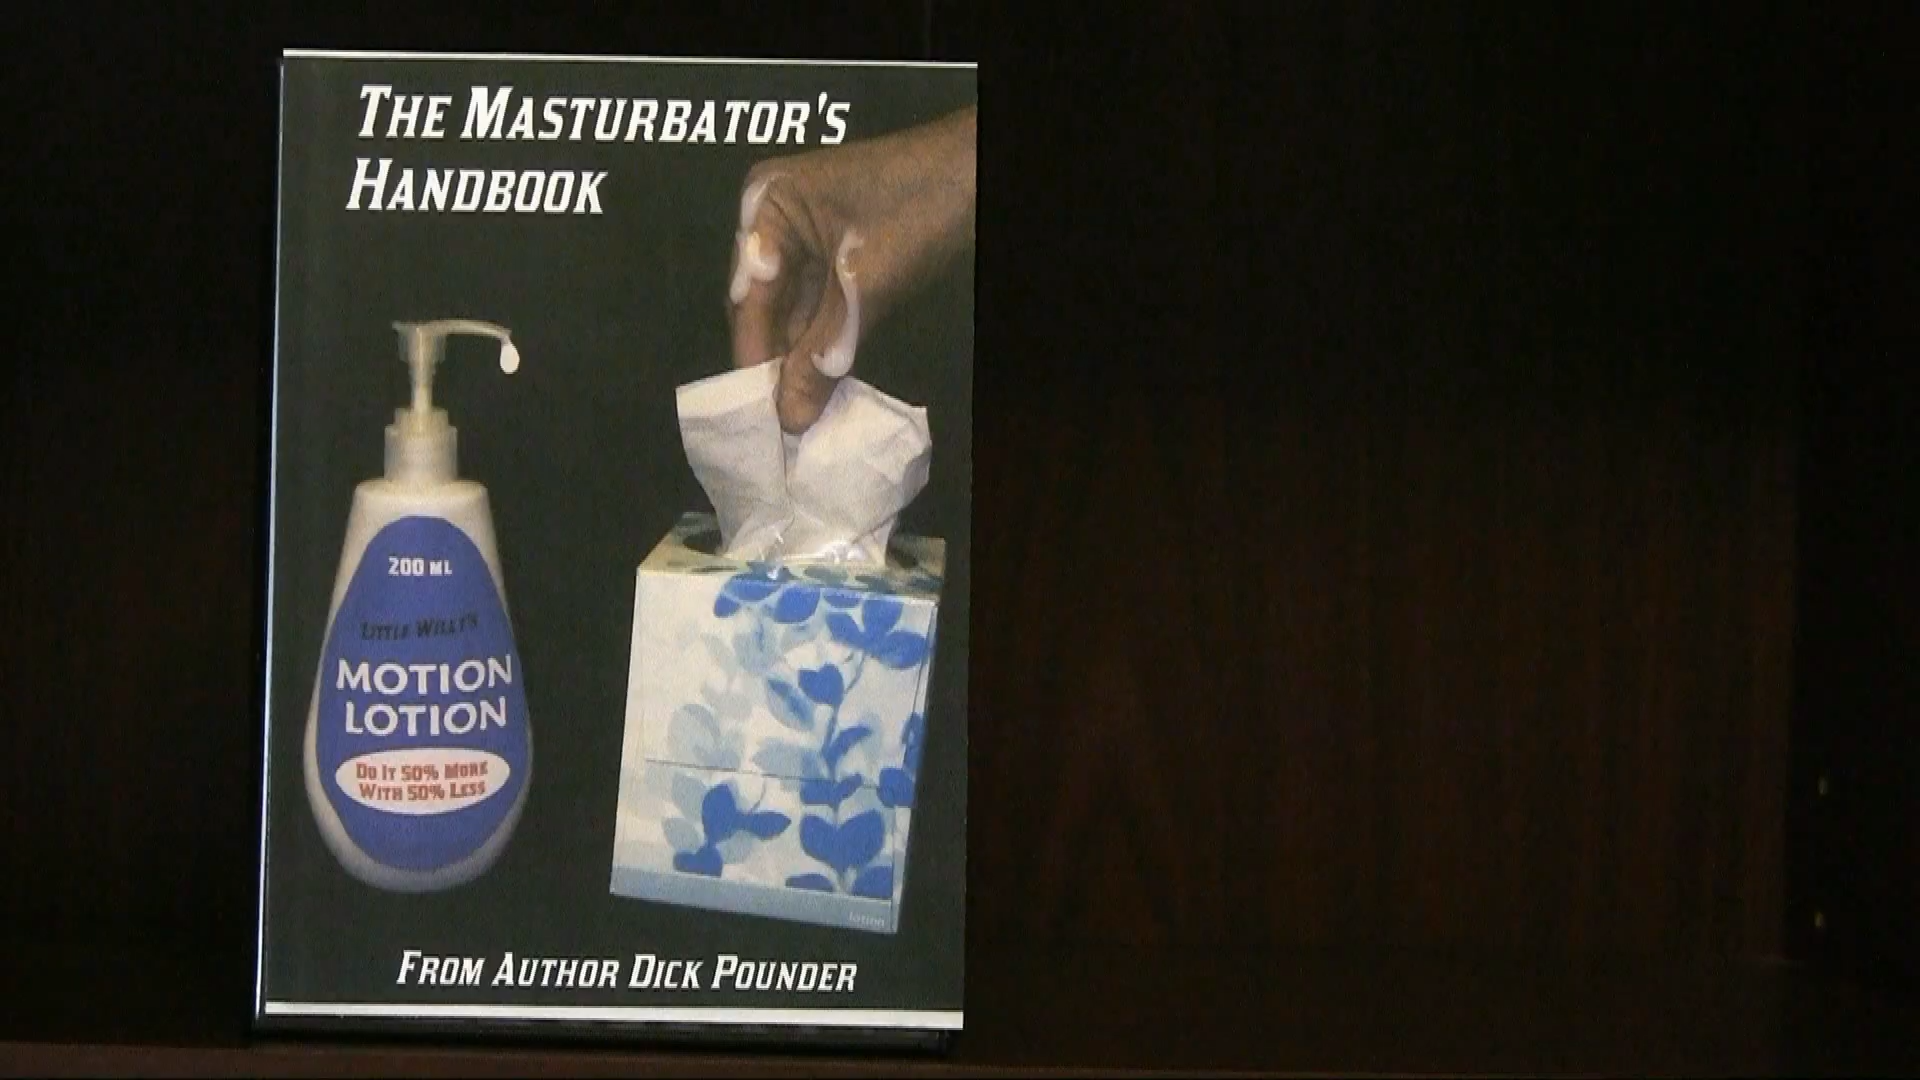 THE MASTURBATOR'S
HANDBOOK
200 ML
LITTLE WILLY'S
MOTION
LOTION
DO IT 50% MORE
WITH 50% LESS
lotion
FROM AUTHOR DICK POUNDER